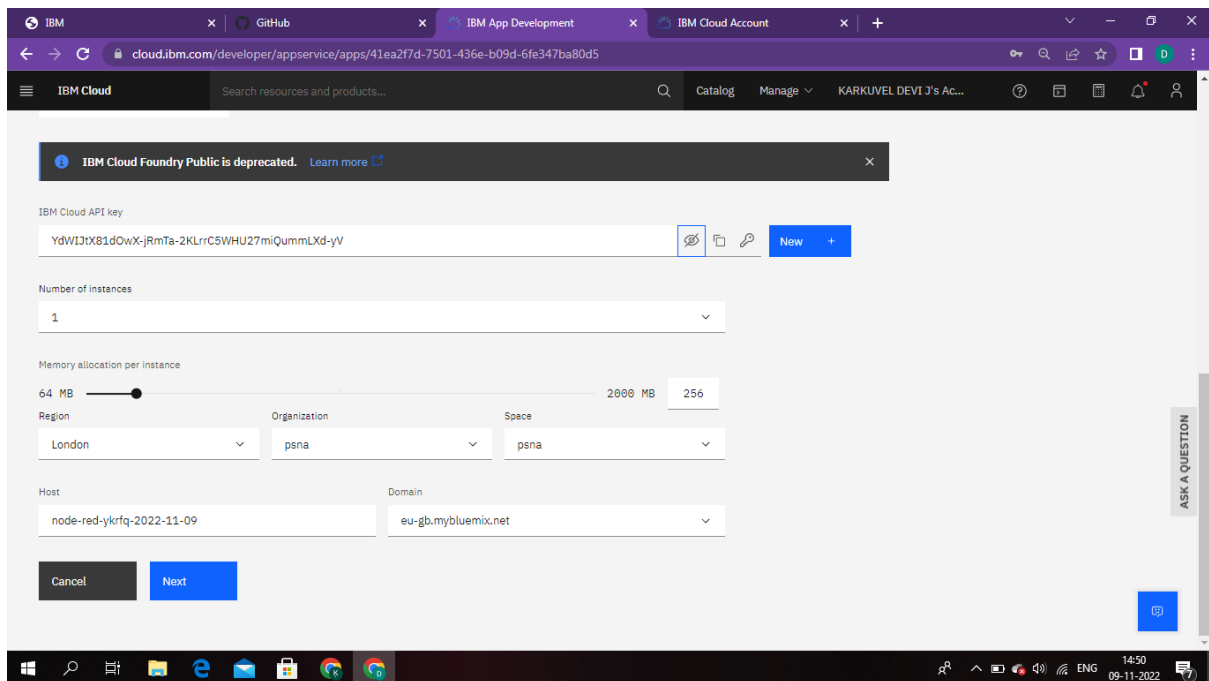 IBM
GitHub
IBM App Development
IBM Cloud Account
cloud.ibm.com/developer/appservice/apps/41ea2f7d-7501-436e-b09d-6fe347ba80d5
D
IBM Cloud
Search resources and products...
Catalog
Manage
KARKUVEL DEVI J's Ac...
IBM Cloud Foundry Public is deprecated. Learn more
IBM Cloud API key
YdWIJtX81dOwX-jRmTa-2KLrrC5WHU27miQummLXd-yV
New +
Number of instances
1
Memory allocation per instance
64 MB
2000 MB
256
Region
Organization
Space
London
psna
psna
Host
Domain
node-red-ykrfq-2022-11-09
eu-gb.mybluemix.net
Cancel
Next
ASK A QUESTION
K
D
ENG
14:50
09-11-2022
7